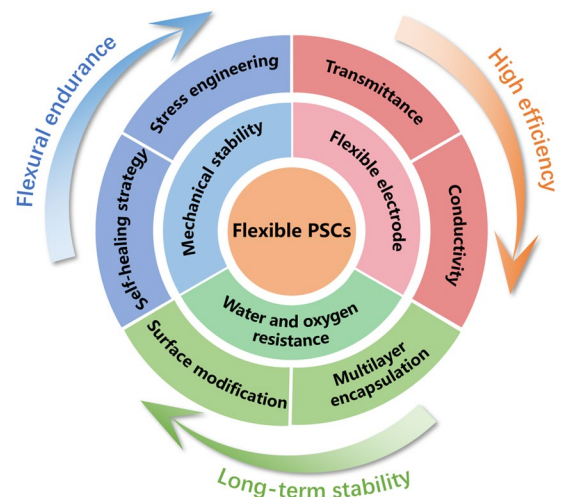 Flexural endurance
High efficiency
Long-term stability
Stress engineering
Transmittance
Self-healing strategy
Conductivity
Surface modification
Multilayer
encapsulation
Mechanical stability
Flexible electrode
Water and oxygen
resistance
Flexible PSCs